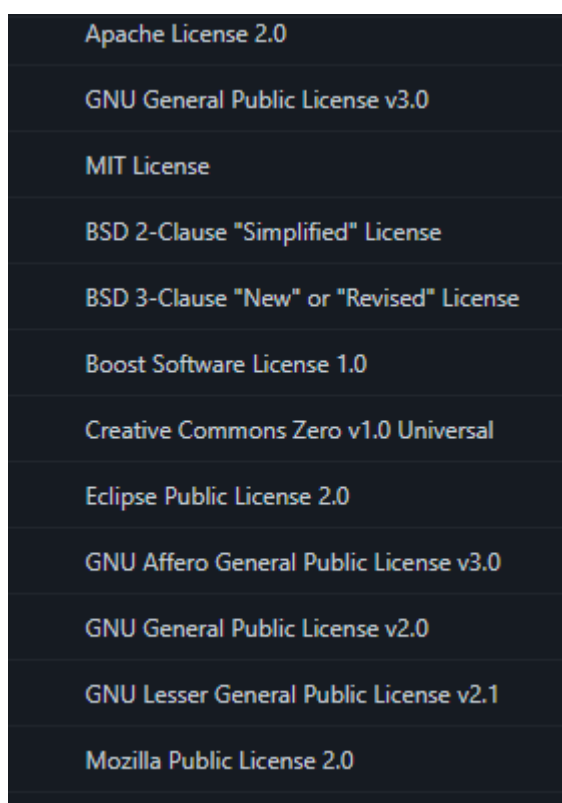 Apache License 2.0
GNU General Public License v3.0
MIT License
BSD 2-Clause "Simplified" License
BSD 3-Clause "New" or "Revised" License
Boost Software License 1.0
Creative Commons Zero v1.0 Universal
Eclipse Public License 2.0
GNU Affero General Public License v3.0
GNU General Public License v2.0
GNU Lesser General Public License v2.1
Mozilla Public License 2.0